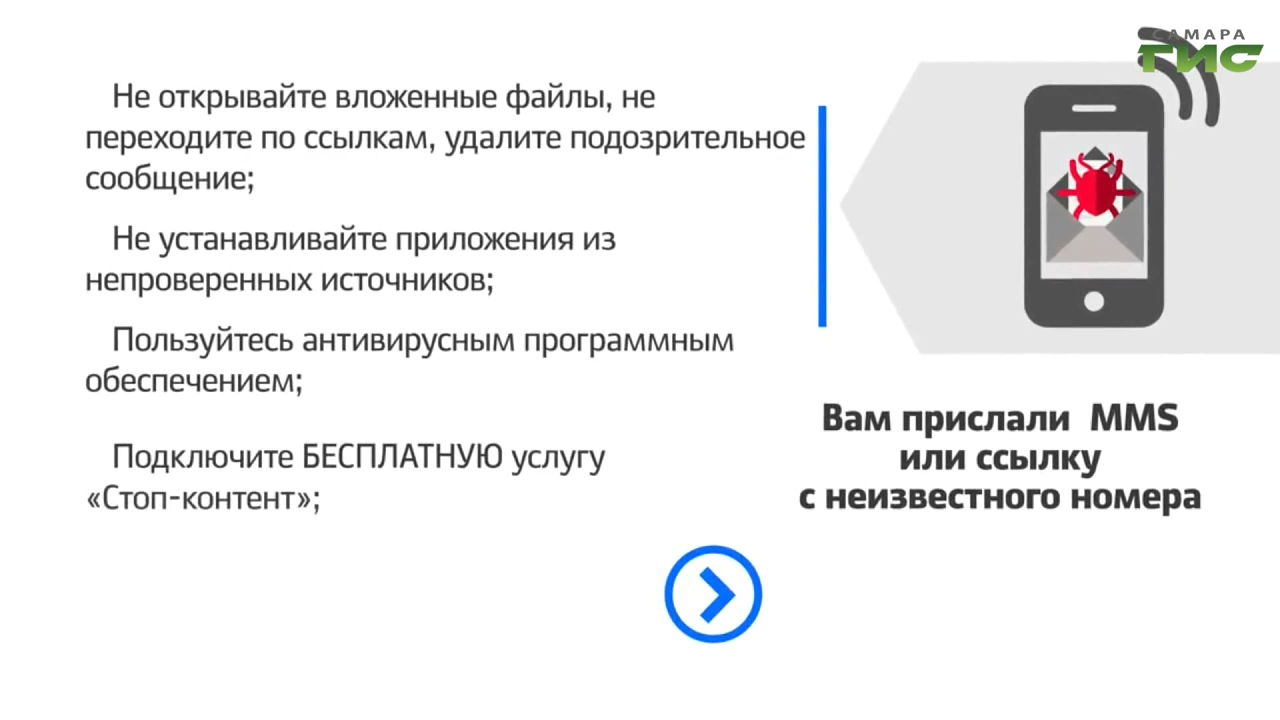 Не открывайте вложенные файлы, не
переходите по ссылкам, удалите подозрительное
сообщение;
Не устанавливайте приложения из
непроверенных источников;
Пользуйтесь антивирусным программным
обеспечением;
Подключите БЕСПЛАТНУЮ услугу
«Стоп-контент»;
САМАРА
ГИС
Вам прислали MMS
или ссылку
с неизвестного номера